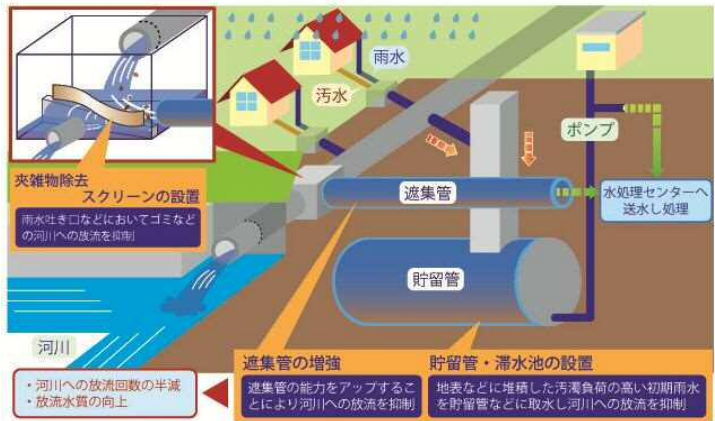 雨水
汚水
ポンプ
夾雑物除去
スクリーンの設置
雨水吐き口などにおいてゴミなど
の河川への放流を抑制
遮集管
水処理センターへ
送水し処理
貯留管
河川
・河川への放流回数の半減
・放流水質の向上
遮集管の増強
遮集管の能力をアップするこ
とにより河川への放流を抑制
貯留管・滞水池の設置
地表などに堆積した汚濁負荷の高い初期雨水
を貯留管などに取水し河川への放流を抑制